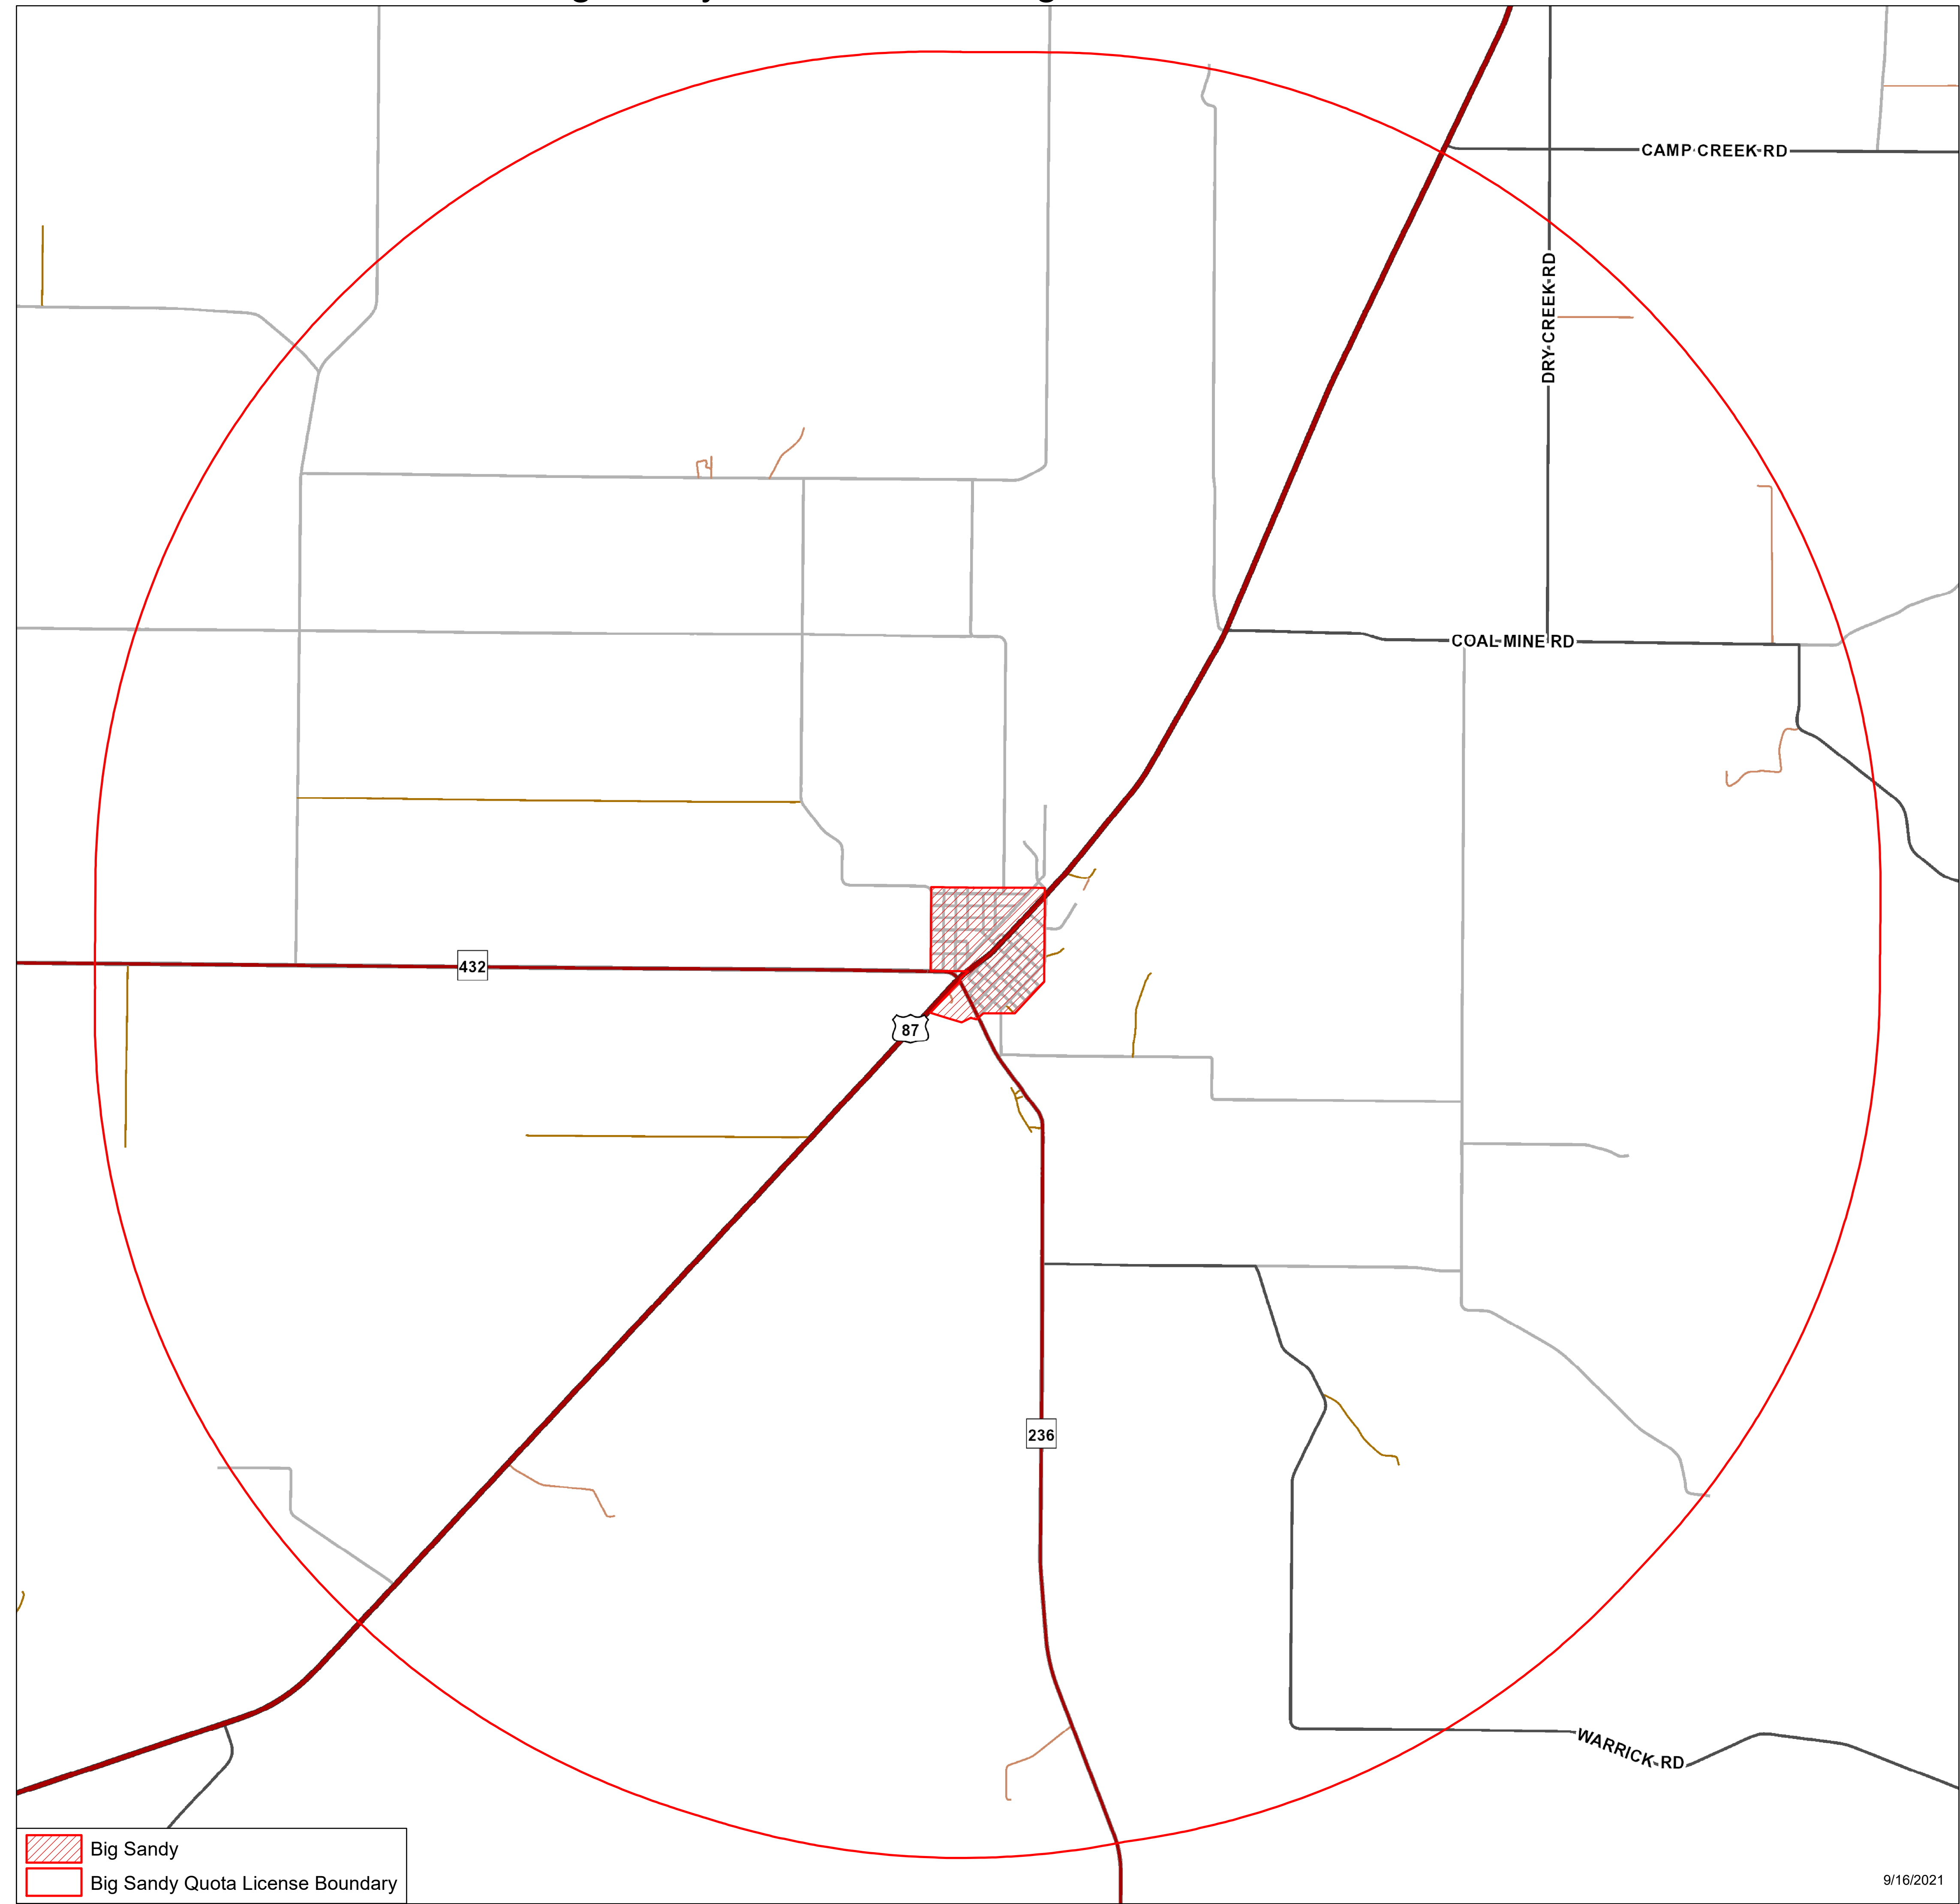 CAMP CREEK RD
DRY CREEK RD
COAL MINE RD
432
87
236
WARRICK RD
Big Sandy
Big Sandy Quota License Boundary
9/16/2021